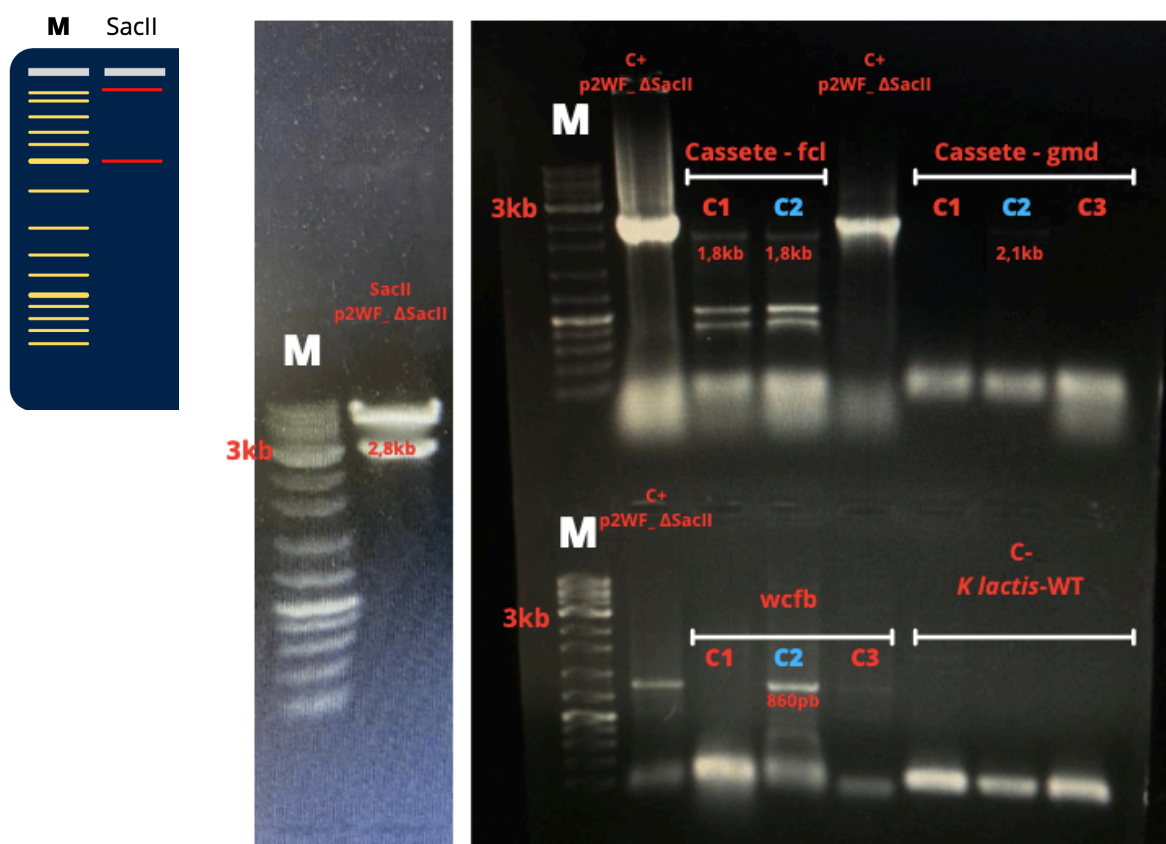 M SacII
SacII
p2WF_ ΔSacII
M
3kb
2,8kb
C+
p2WF_ ΔSacII
C+
p2WF_ ΔSacII
M
Cassete - fcl
Cassete - gmd
3kb
C1 C2
C1 C2 C3
1,8kb 1,8kb
2,1kb
C+
p2WF_ ΔSacII
M
C-
K lactis-WT
wcfb
3kb
C1 C2 C3
860pb